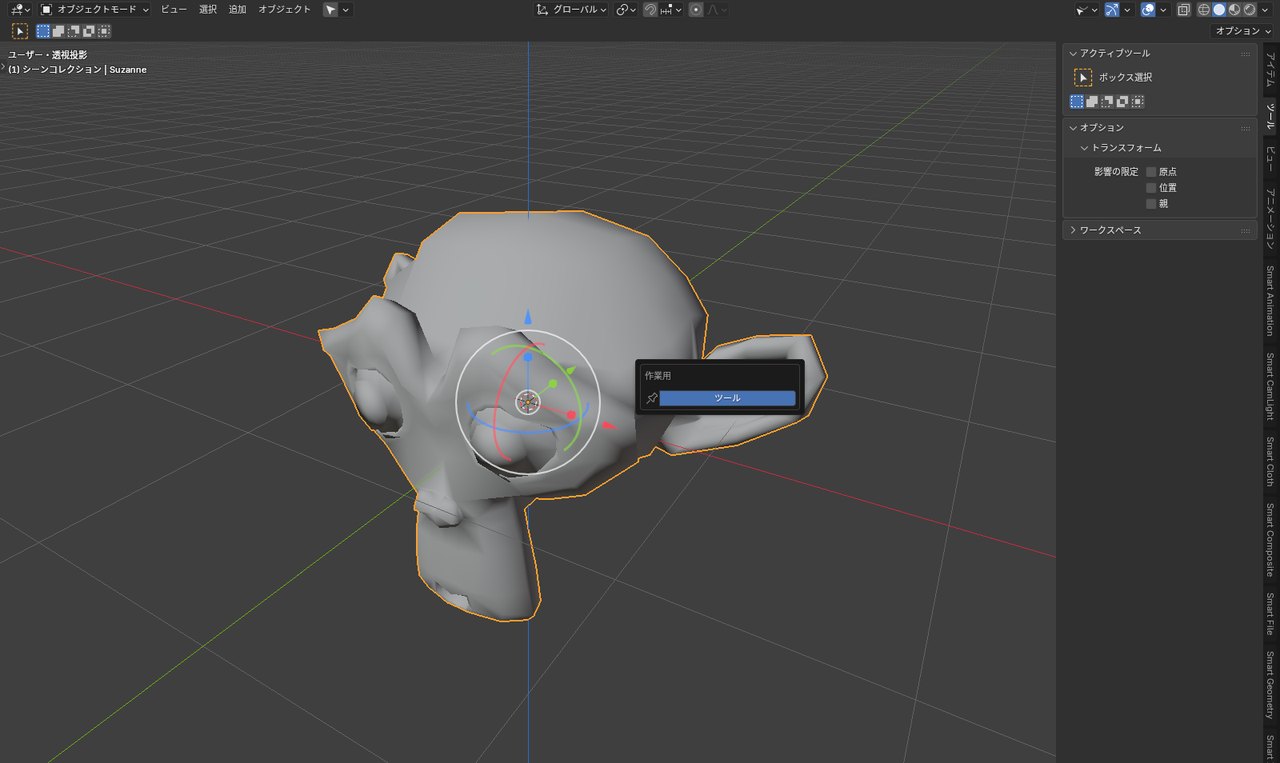 オブジェクトモード
ビュー
選択
追加
オブジェクト
グローバル
オプション
ユーザー・透視投影
(1) シーンコレクション | Suzanne
アクティブツール
ボックス選択
オプション
トランスフォーム
影響の限定
原点
位置
親
ワークスペース
作業用
ツール
アイテム
ツール
ビュー
アニメーション
Smart Animation
Smart CamLight
Smart Cloth
Smart Composite
Smart File
Smart Geometry
Smart